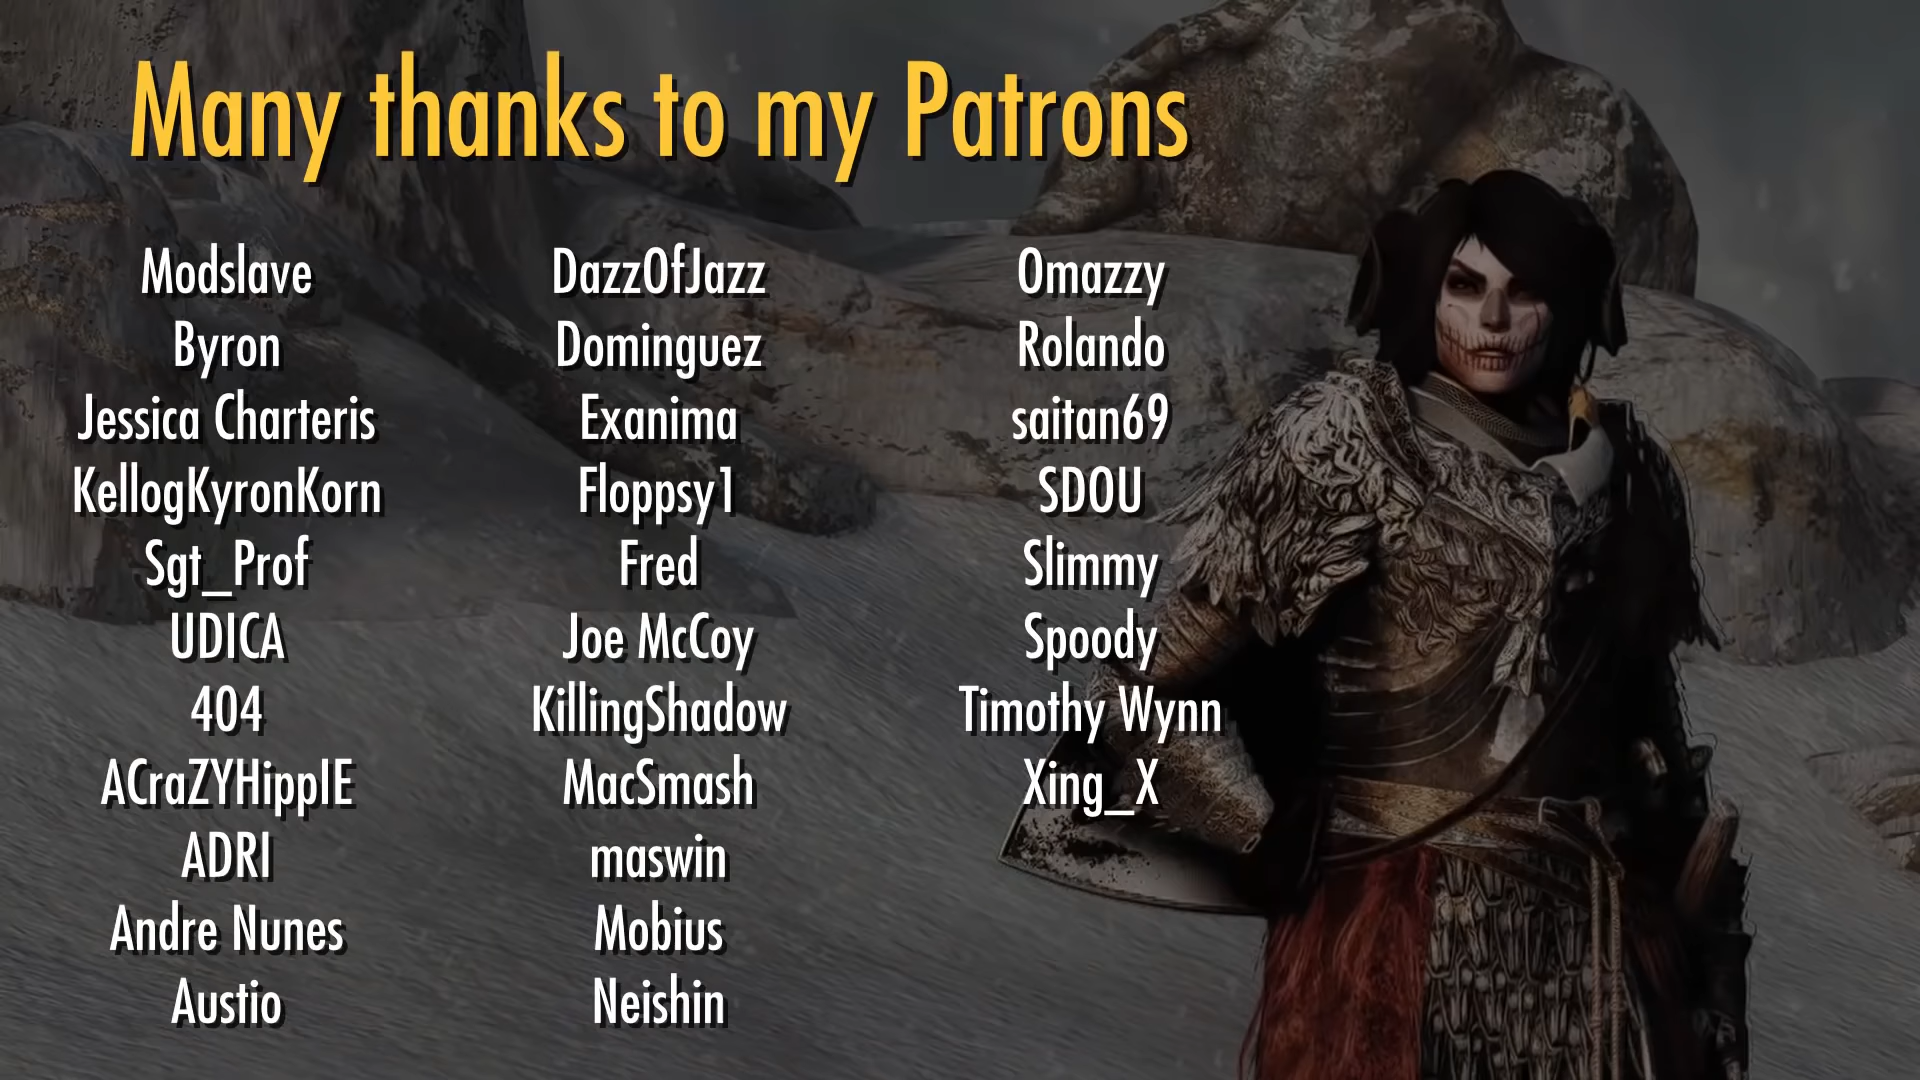 Many thanks to my Patrons
Modslave
Byron
Jessica Charteris
KellogKyronKorn
Sgt_Prof
UDICA
404
ACraZYHippIE
ADRI
Andre Nunes
Austio
DazzOfJazz
Dominguez
Exanima
Floppsy1
Fred
Joe McCoy
KillingShadow
MacSmash
maswin
Mobius
Neishin
Omazzy
Rolando
saitan69
SDOU
Slimmy
Spoody
Timothy Wynn
Xing_X